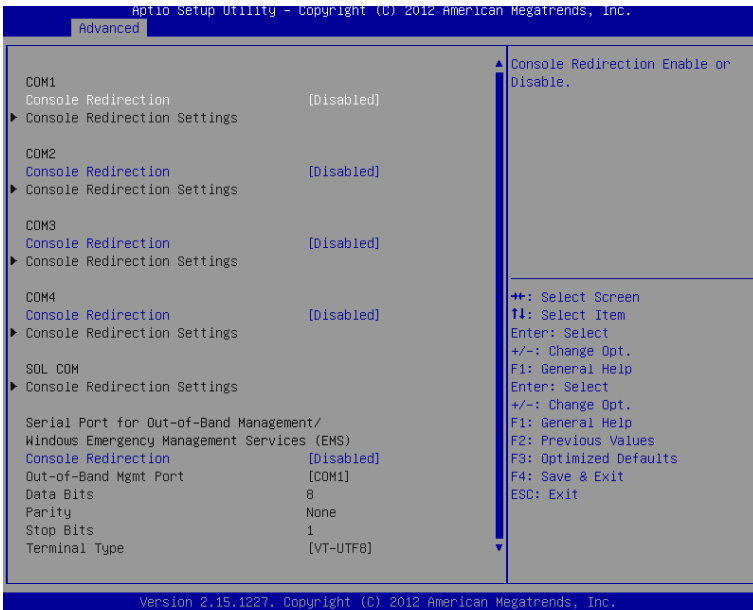 Aptio Setup Utility – Copyright (C) 2012 American Megatrends, Inc.
Advanced
COM1
Console Redirection [Disabled]
▶ Console Redirection Settings
COM2
Console Redirection [Disabled]
▶ Console Redirection Settings
COM3
Console Redirection [Disabled]
▶ Console Redirection Settings
COM4
Console Redirection [Disabled]
▶ Console Redirection Settings
SOL COM
▶ Console Redirection Settings
Serial Port for Out-of-Band Management/
Windows Emergency Management Services (EMS)
Console Redirection [Disabled]
Out-of-Band Mgmt Port [COM1]
Data Bits 8
Parity None
Stop Bits 1
Terminal Type [VT-UTF8]
Console Redirection Enable or
Disable.
→←: Select Screen
↑↓: Select Item
Enter: Select
+/-: Change Opt.
F1: General Help
Enter: Select
+/-: Change Opt.
F1: General Help
F2: Previous Values
F3: Optimized Defaults
F4: Save & Exit
ESC: Exit
Version 2.15.1227. Copyright (C) 2012 American Megatrends, Inc.